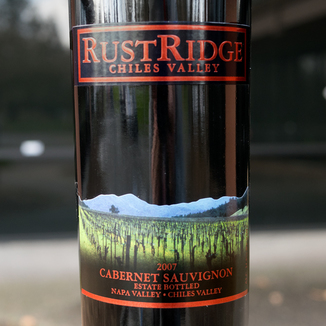 RUSTRIDGE
CHILES VALLEY
2007
CABERNET SAUVIGNON
ESTATE BOTTLED
NAPA VALLEY • CHILES VALLEY